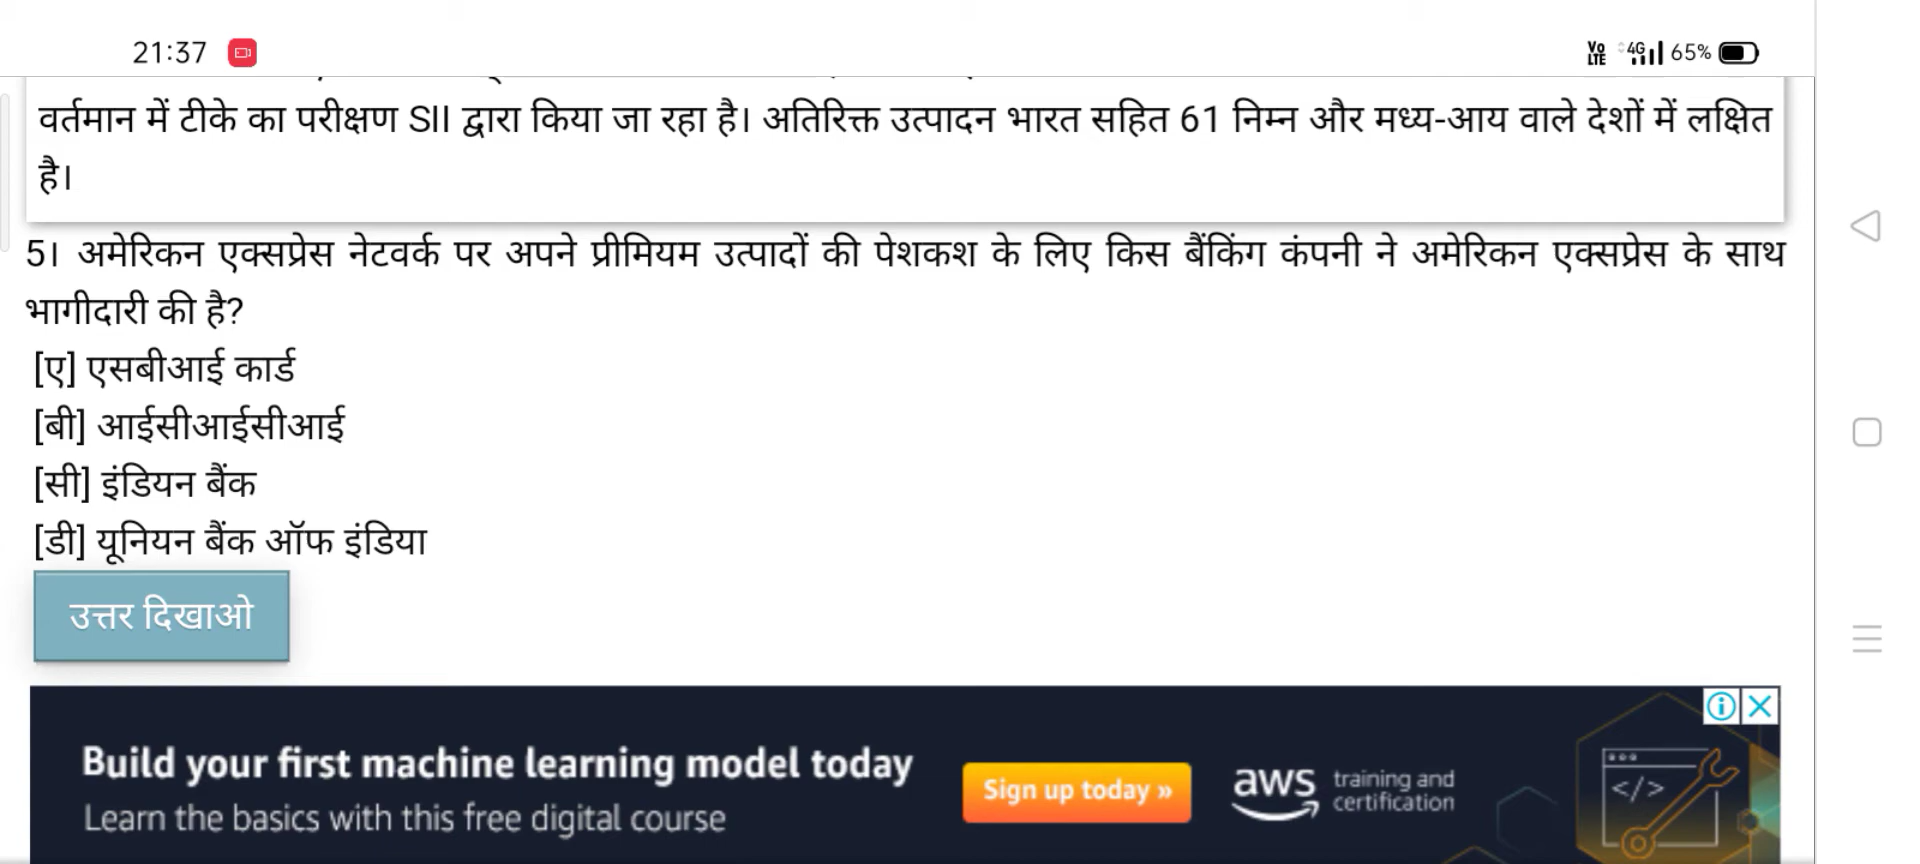 21:37
Vo LTE 4G 65%
वर्तमान में टीके का परीक्षण SII द्वारा किया जा रहा है। अतिरिक्त उत्पादन भारत सहित 61 निम्न और मध्य-आय वाले देशों में लक्षित
है।
5। अमेरिकन एक्सप्रेस नेटवर्क पर अपने प्रीमियम उत्पादों की पेशकश के लिए किस बैंकिंग कंपनी ने अमेरिकन एक्सप्रेस के साथ
भागीदारी की है?
[ए] एसबीआई कार्ड
[बी] आईसीआईसीआई
[सी] इंडियन बैंक
[डी] यूनियन बैंक ऑफ इंडिया
उत्तर दिखाओ
Build your first machine learning model today
Learn the basics with this free digital course
Sign up today »
aws training and
certification
</>